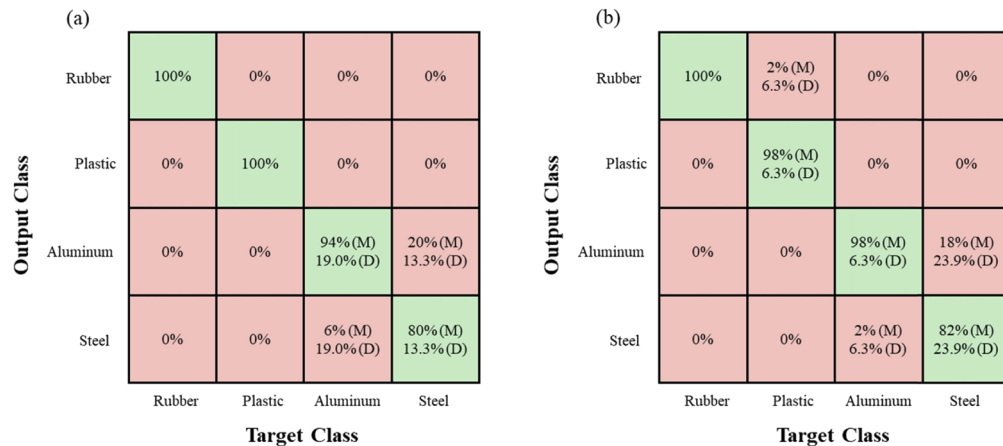 (a)
Output Class
Rubber
100%
0%
0%
0%
Plastic
0%
100%
0%
0%
Aluminum
0%
0%
94% (M)
19.0% (D)
20% (M)
13.3% (D)
Steel
0%
0%
6% (M)
19.0% (D)
80% (M)
13.3% (D)
Rubber
Plastic
Aluminum
Steel
Target Class
(b)
Output Class
Rubber
100%
2% (M)
6.3% (D)
0%
0%
Plastic
0%
98% (M)
6.3% (D)
0%
0%
Aluminum
0%
0%
98% (M)
6.3% (D)
18% (M)
23.9% (D)
Steel
0%
0%
2% (M)
6.3% (D)
82% (M)
23.9% (D)
Rubber
Plastic
Aluminum
Steel
Target Class